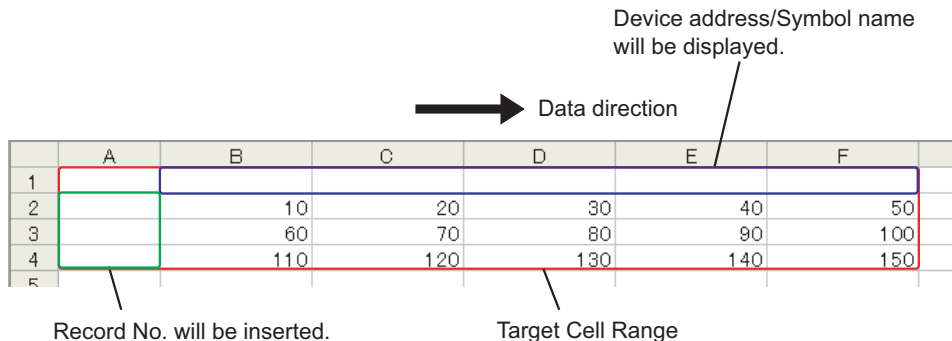 Device address/Symbol name
will be displayed.
Data direction
A B C D E F
1
2 10 20 30 40 50
3 60 70 80 90 100
4 110 120 130 140 150
5
Record No. will be inserted.
Target Cell Range